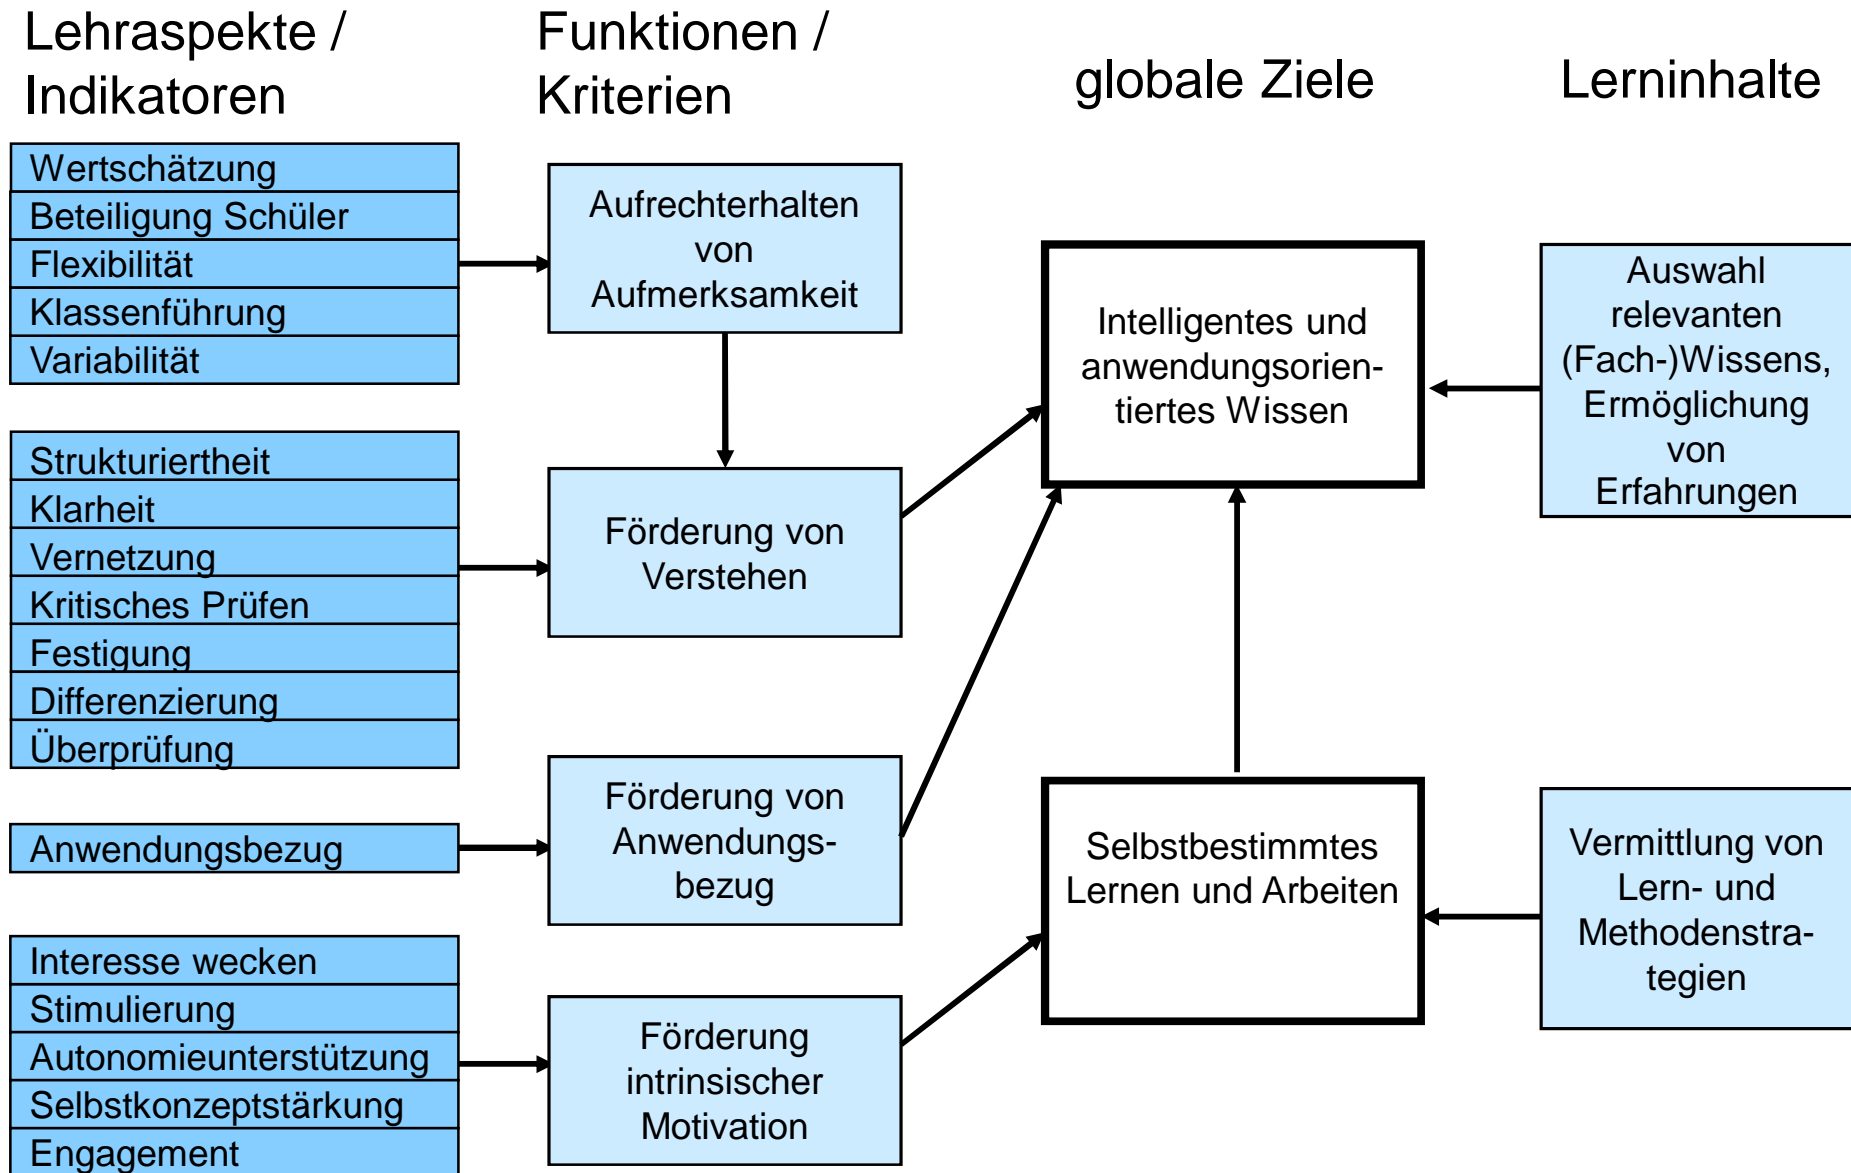 Lehraspekte /
Indikatoren
Funktionen /
Kriterien
globale Ziele
Lerninhalte
Wertschätzung
Beteiligung Schüler
Flexibilität
Klassenführung
Variabilität
Strukturiertheit
Klarheit
Vernetzung
Kritisches Prüfen
Festigung
Differenzierung
Überprüfung
Anwendungsbezug
Interesse wecken
Stimulierung
Autonomieunterstützung
Selbstkonzeptstärkung
Engagement
Aufrechterhalten
von
Aufmerksamkeit
Förderung von
Verstehen
Förderung von
Anwendungs-
bezug
Förderung
intrinsischer
Motivation
Intelligentes und
anwendungsorien-
tiertes Wissen
Selbstbestimmtes
Lernen und Arbeiten
Auswahl
relevanten
(Fach-)Wissens,
Ermöglichung
von
Erfahrungen
Vermittlung von
Lern- und
Methodenstra-
tegien